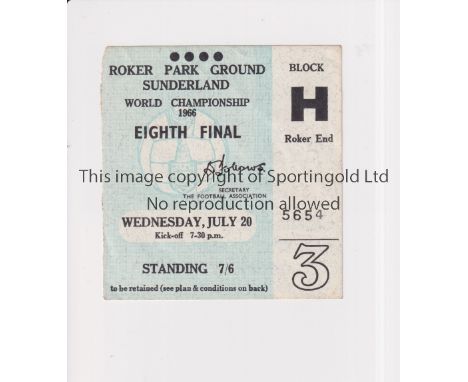 ROKER PARK GROUND
SUNDERLAND
WORLD CHAMPIONSHIP
1966
EIGHTH FINAL
SECRETARY
THE FOOTBALL ASSOCIATION
WEDNESDAY, JULY 20
Kick-off 7-30 p.m.
STANDING 7/6
to be retained (see plan & conditions on back)
BLOCK
H
Roker End
5654
3
This image copyright of Sportingold Ltd
No reproduction allowed